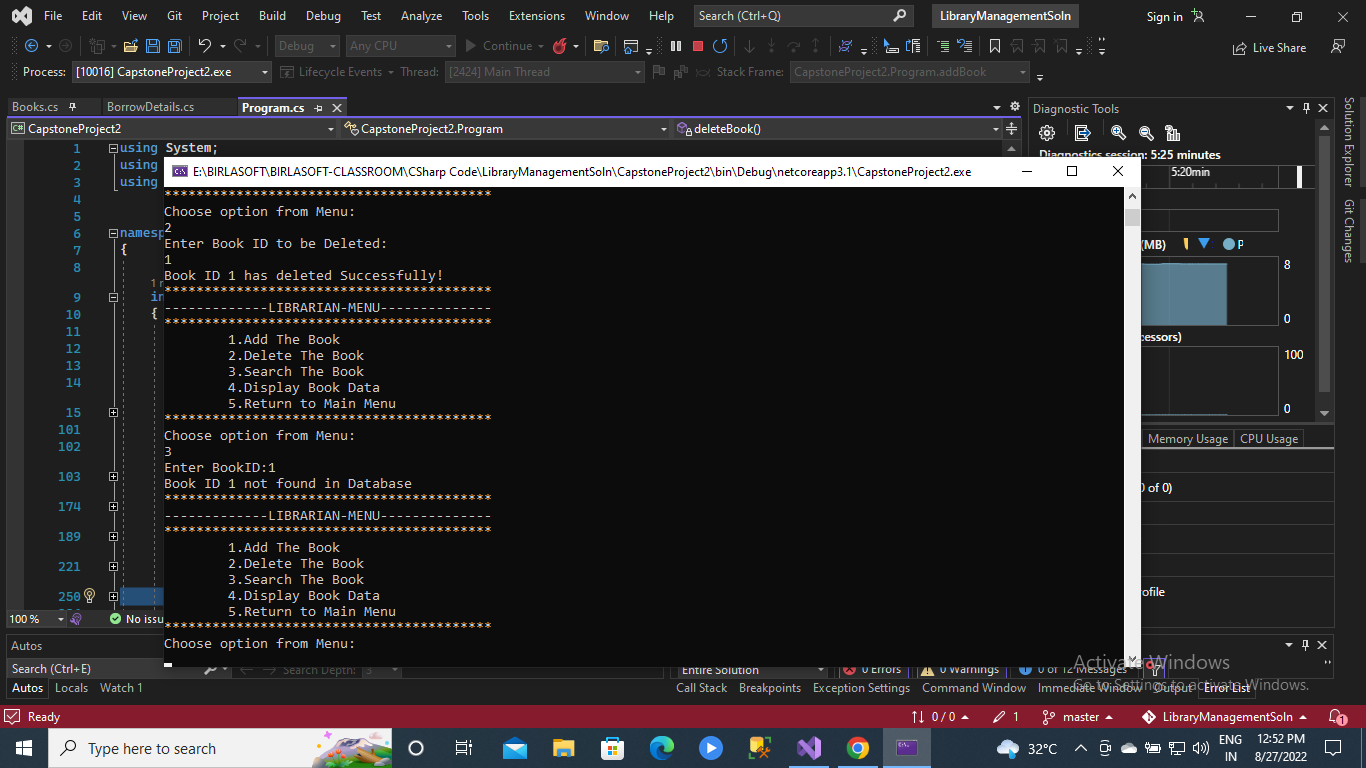 File Edit View Git Project Build Debug Test Analyze Tools Extensions Window Help Search (Ctrl+Q) LibraryManagementSoln Sign in
Debug Any CPU Continue Live Share
Process: [10016] CapstoneProject2.exe Lifecycle Events Thread: [2424] Main Thread Stack Frame: CapstoneProject2.Program.addBook
Books.cs BorrowDetails.cs Program.cs
CapstoneProject2 CapstoneProject2.Program deleteBook()
1 using System;
2 using
3 using
4
5
6 namesp
7 {
8
9 in
10 {
11
12
13
14
15
101
102
103
174
189
221
250
100 % No issu
E:\BIRLASOFT\BIRLASOFT-CLASSROOM\CSharp Code\LibraryManagementSoln\CapstoneProject2\bin\Debug\netcoreapp3.1\CapstoneProject2.exe
*****************************************
Choose option from Menu:
2
Enter Book ID to be Deleted:
1
Book ID 1 has deleted Successfully!
*****************************************
-------------LIBRARIAN-MENU--------------
*****************************************
1.Add The Book
2.Delete The Book
3.Search The Book
4.Display Book Data
5.Return to Main Menu
*****************************************
Choose option from Menu:
3
Enter BookID:1
Book ID 1 not found in Database
*****************************************
-------------LIBRARIAN-MENU--------------
*****************************************
1.Add The Book
2.Delete The Book
3.Search The Book
4.Display Book Data
5.Return to Main Menu
*****************************************
Choose option from Menu:
Diagnostic Tools
Diagnostics session: 5:25 minutes
5:20min
(MB) P
8
0
cessors)
100
0
Memory Usage CPU Usage
0 of 0)
ofile
Solution Explorer
Git Changes
Autos
Search (Ctrl+E) Search Depth: 3
Autos Locals Watch 1
Entire Solution 0 Errors 0 Warnings 0 of 12 Messages
Call Stack Breakpoints Exception Settings Command Window Immediate Window Output Error List
Activate Windows
Go to Settings to activate Windows.
Ready 0 / 0 1 master LibraryManagementSoln 1
Type here to search 32°C ENG IN 12:52 PM 8/27/2022